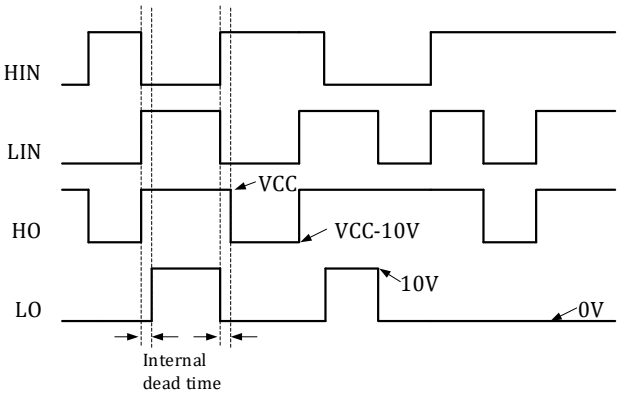 HIN
LIN
VCC
HO
VCC-10V
10V
LO
0V
Internal
dead time